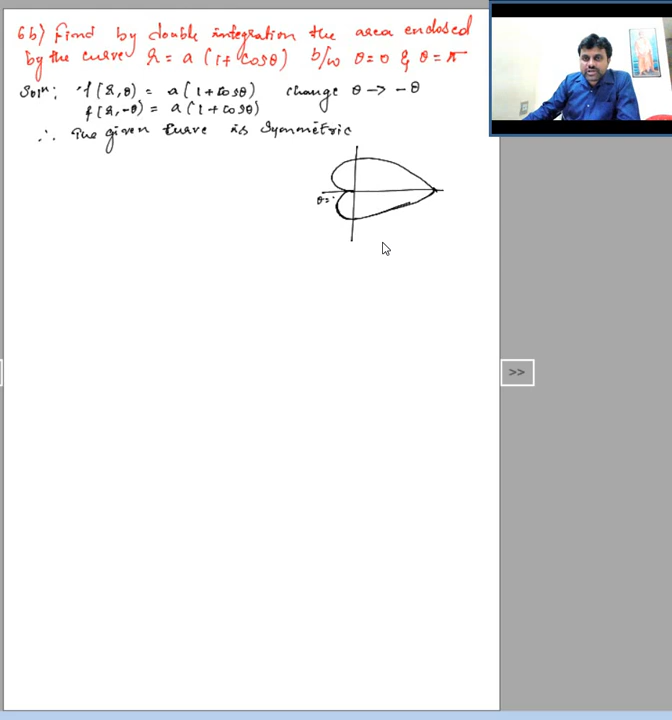 6b) Find by double integration the area enclosed
by the curve r = a (1+ cosθ) b/w θ=0 & θ=π
Solⁿ: f(r,θ) = a(1+cosθ) change θ → -θ
f(r,-θ) = a(1+cosθ)
∴ The given Curve is Symmetric
θ=
>>